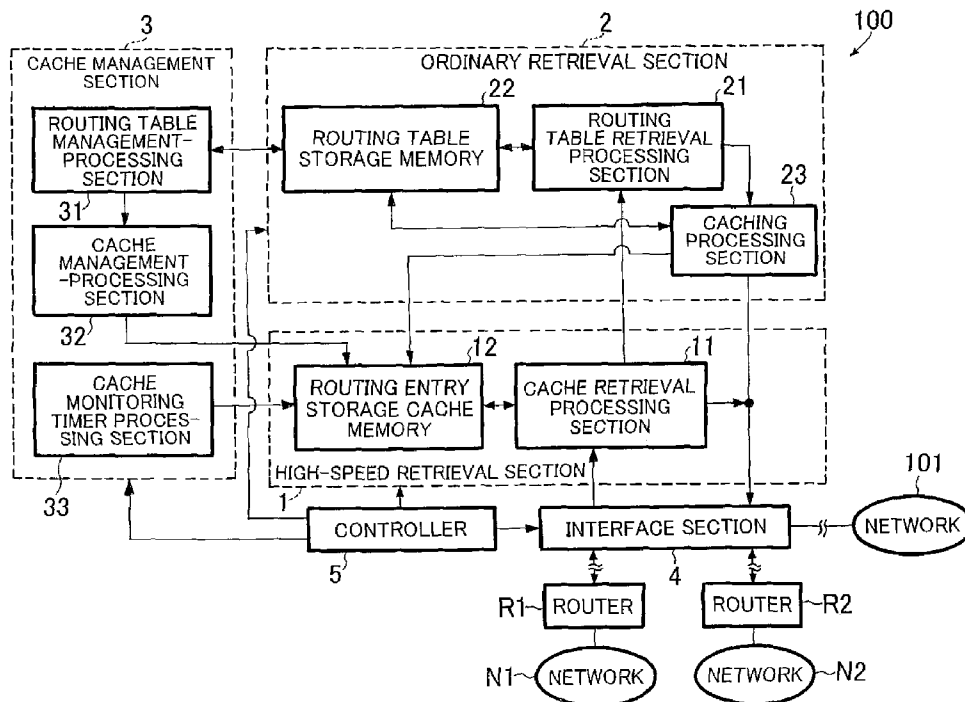 100
3
CACHE MANAGEMENT
SECTION
ROUTING TABLE
MANAGEMENT-
PROCESSING
SECTION
31
CACHE
MANAGEMENT
-PROCESSING
SECTION
32
CACHE
MONITORING
TIMER PROCES-
SING SECTION
33
2
ORDINARY RETRIEVAL SECTION
22
ROUTING TABLE
STORAGE MEMORY
21
ROUTING
TABLE RETRIEVAL
PROCESSING
SECTION
23
CACHING
PROCESSING
SECTION
12
ROUTING ENTRY
STORAGE CACHE
MEMORY
11
CACHE RETRIEVAL
PROCESSING
SECTION
HIGH-SPEED RETRIEVAL SECTION
1
CONTROLLER
5
INTERFACE SECTION
4
101
NETWORK
R1
ROUTER
ROUTER
R2
N1
NETWORK
NETWORK
N2